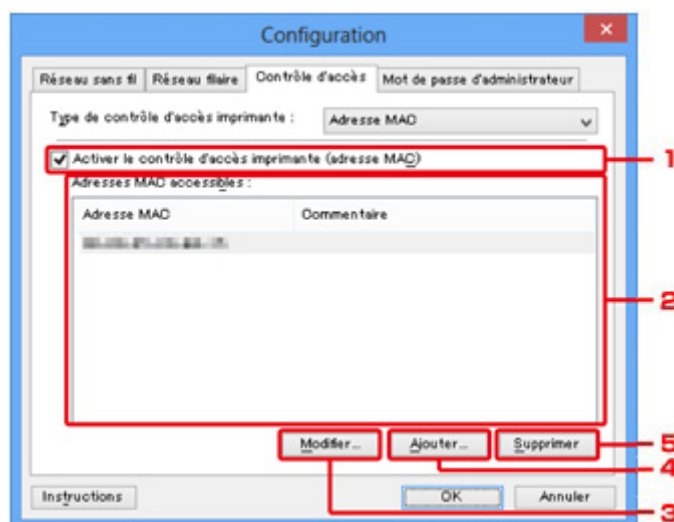 Configuration
Réseau sans fil Réseau filaire Contrôle d'accès Mot de passe d'administrateur
Type de contrôle d'accès imprimante : Adresse MAC
Activer le contrôle d'accès imprimante (adresse MAC) 1
Adresses MAC accessibles :
Adresse MAC Commentaire
2
Modifier... Ajouter... Supprimer 5
4
Instructions OK Annuler
3